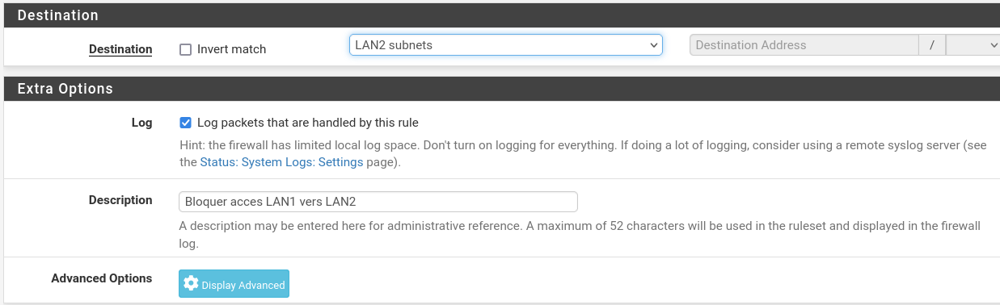 Destination
Destination Invert match LAN2 subnets Destination Address /
Extra Options
Log Log packets that are handled by this rule
Hint: the firewall has limited local log space. Don't turn on logging for everything. If doing a lot of logging, consider using a remote syslog server (see
the Status: System Logs: Settings page).
Description Bloquer acces LAN1 vers LAN2
A description may be entered here for administrative reference. A maximum of 52 characters will be used in the ruleset and displayed in the firewall
log.
Advanced Options Display Advanced